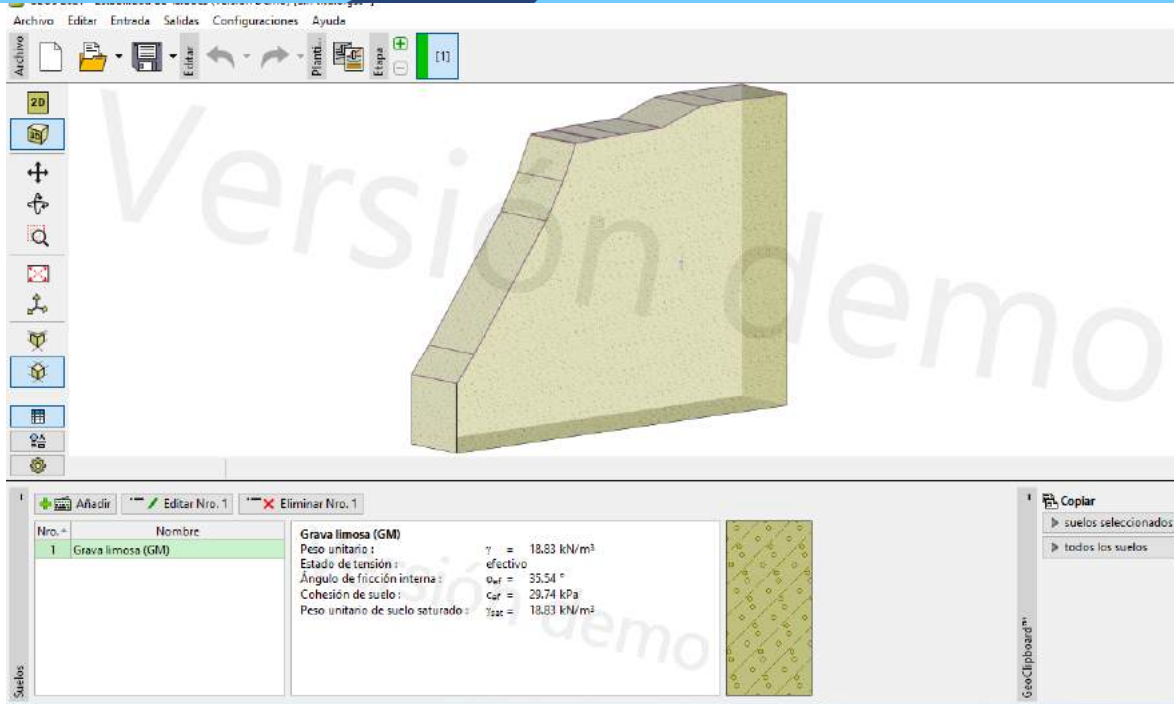 Archivo Editar Entrada Salidas Configuraciones Ayuda
Archivo
Editar
Planti...
Etapa
[1]
2D
3D
Versión demo
Añadir
Editar Nro. 1
Eliminar Nro. 1
Nro.
Nombre
1 Grava limosa (GM)
Grava limosa (GM)
Peso unitario : γ = 18.83 kN/m³
Estado de tensión : efectivo
Ángulo de fricción interna : φef = 35.54 °
Cohesión de suelo : cef = 29.74 kPa
Peso unitario de suelo saturado : γsat = 18.83 kN/m³
Suelos
GeoClipboard™
Copiar
suelos seleccionados
todos los suelos